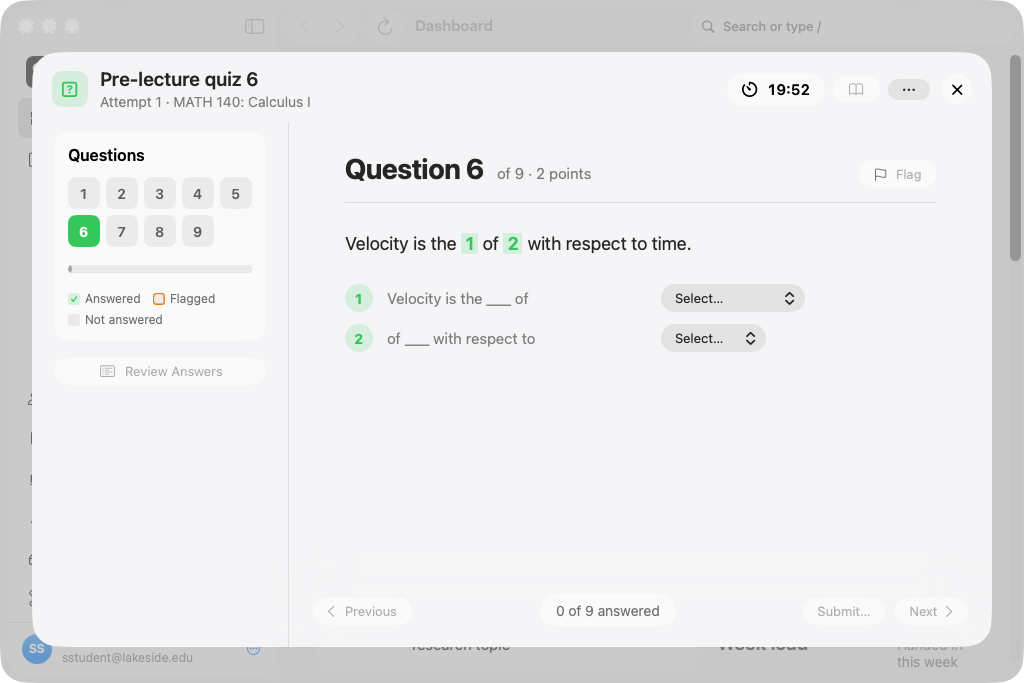 Dashboard
Search or type /
Pre-lecture quiz 6
Attempt 1 · MATH 140: Calculus I
19:52
Questions
1 2 3 4 5
6 7 8 9
Answered Flagged
Not answered
Review Answers
Question 6 of 9 · 2 points
Flag
Velocity is the 1 of 2 with respect to time.
1 Velocity is the ___ of Select...
2 of ___ with respect to Select...
Previous
0 of 9 answered
Submit...
Next
SS
sstudent@lakeside.edu
research topic
Week load
Handed in
this week